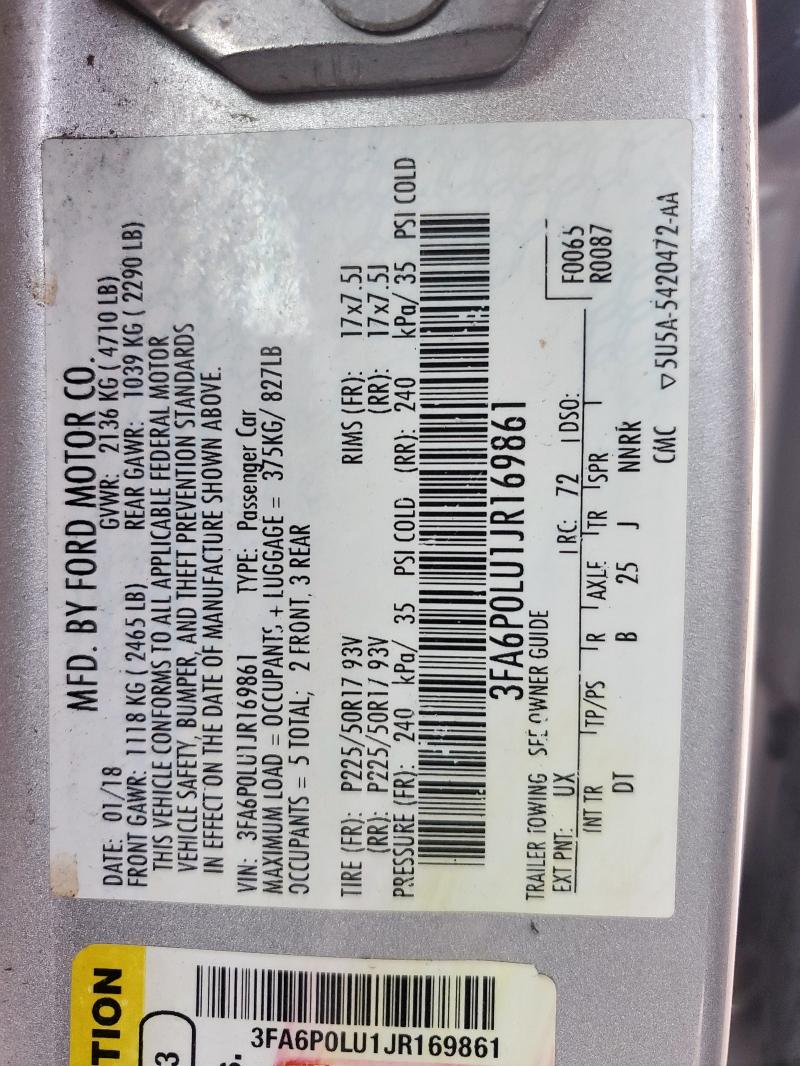 MFD. BY FORD MOTOR CO.
DATE: 01/18 GVWR: 2136 KG ( 4710 LB)
FRONT GAWR: 1118 KG ( 2465 LB) REAR GAWR: 1039 KG ( 2290 LB)
THIS VEHICLE CONFORMS TO ALL APPLICABLE FEDERAL MOTOR
VEHICLE SAFETY, BUMPER, AND THEFT PREVENTION STANDARDS
IN EFFECT ON THE DATE OF MANUFACTURE SHOWN ABOVE.
VIN: 3FA6P0LU1JR169861 TYPE: Passenger Car
MAXIMUM LOAD = OCCUPANTS + LUGGAGE = 375KG/ 827LB
OCCUPANTS = 5 TOTAL; 2 FRONT, 3 REAR
TIRE (FR): P225/50R17 93V RIMS (FR): 17x7.5J
(RR): P225/50R17 93V (RR): 17x7.5J
PRESSURE (FR): 240 kPa/ 35 PSI COLD (RR): 240 kPa/ 35 PSI COLD
3FA6P0LU1JR169861
TRAILER TOWING - SEE OWNER GUIDE
F0065
R0087
EXT PNT: UX RC: 72 DSO:
INT TR TP/PS R AXLE TR SPR
DT B 25 J NNRK
CMC ▽5U5A-5420472-AA
TION
3
S.
3FA6P0LU1JR169861